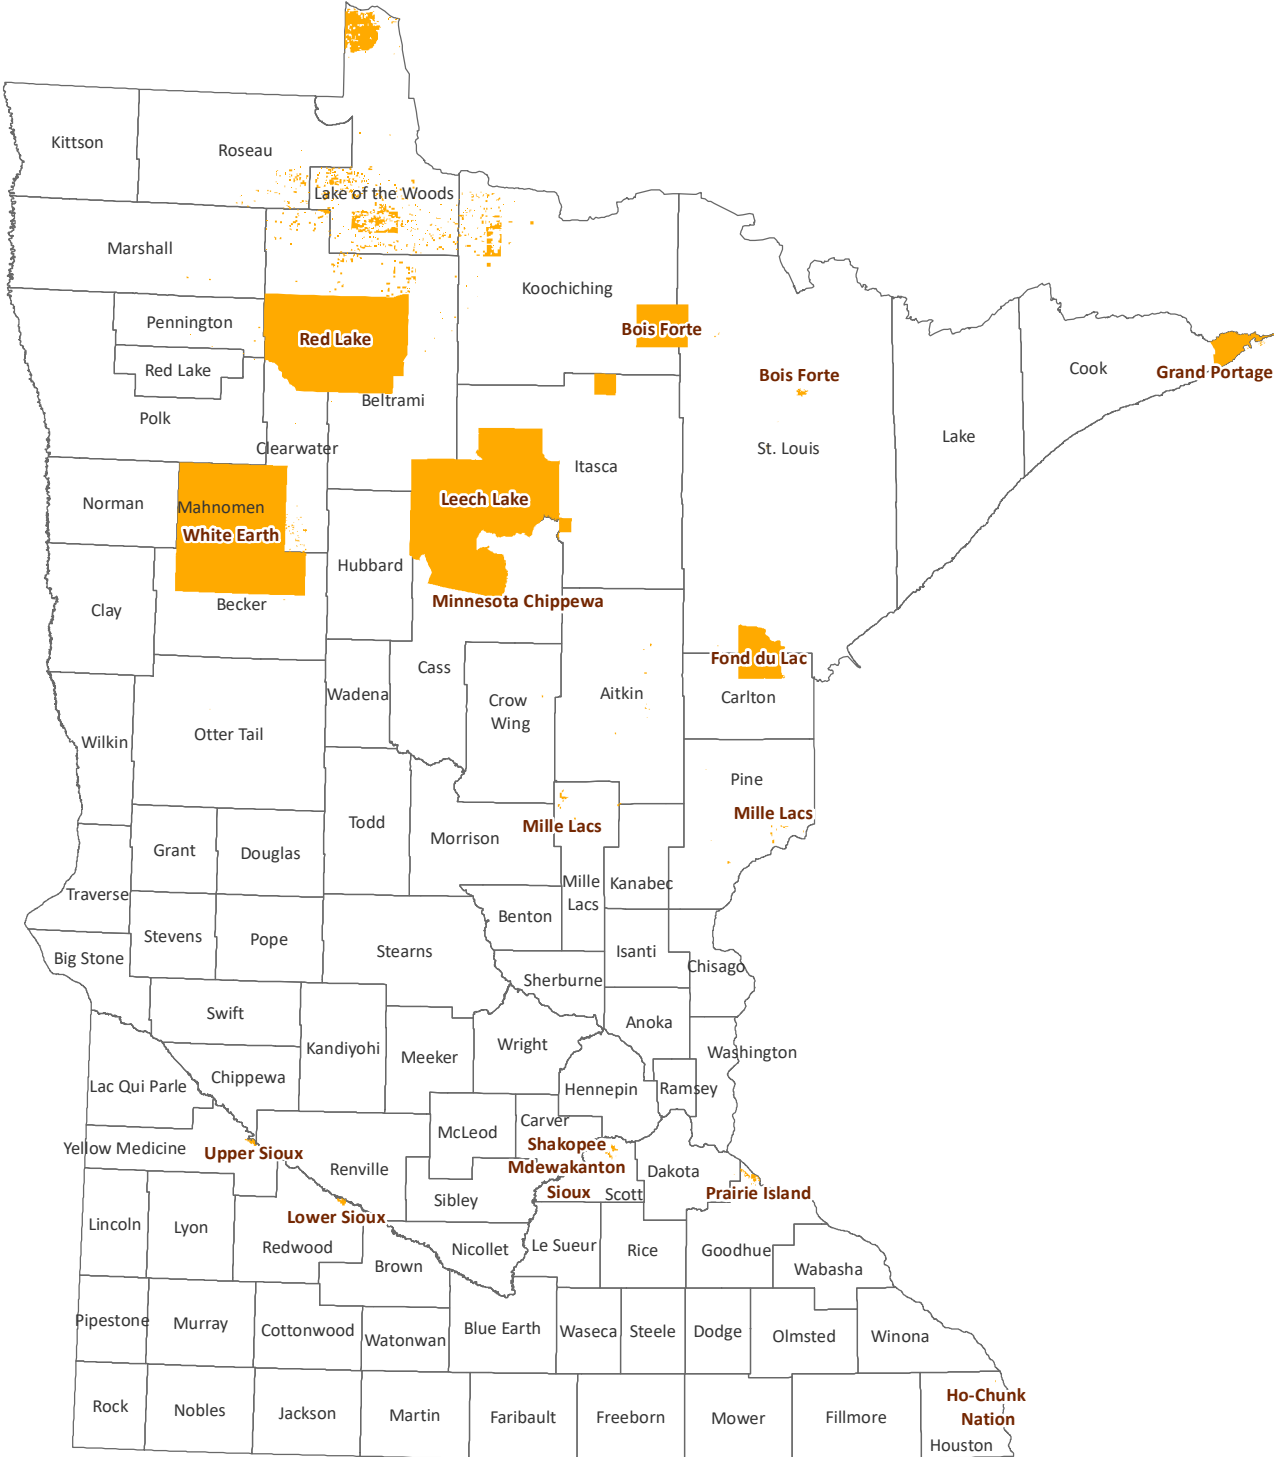 Kittson
Roseau
Lake of the Woods
Marshall
Koochiching
Pennington
Red Lake
Bois Forte
Red Lake
Bois Forte
Cook
Grand Portage
Beltrami
Polk
Lake
Clearwater
St. Louis
Itasca
Leech Lake
Norman
Mahnomen
White Earth
Hubbard
Minnesota Chippewa
Becker
Clay
Fond du Lac
Cass
Wadena
Aitkin
Carlton
Crow
Wing
Otter Tail
Wilkin
Pine
Mille Lacs
Todd
Mille Lacs
Morrison
Grant
Douglas
Mille
Lacs
Kanabec
Traverse
Benton
Stevens
Pope
Stearns
Isanti
Big Stone
Chisago
Sherburne
Swift
Anoka
Kandiyohi
Wright
Washington
Meeker
Chippewa
Lac Qui Parle
Hennepin
Ramsey
Carver
McLeod
Shakopee
Mdewakanton
Sioux
Yellow Medicine
Upper Sioux
Renville
Dakota
Prairie Island
Scott
Sibley
Lower Sioux
Lincoln
Lyon
Redwood
Nicollet
Le Sueur
Rice
Goodhue
Brown
Wabasha
Pipestone
Murray
Cottonwood
Watonwan
Blue Earth
Waseca
Steele
Dodge
Olmsted
Winona
Ho-Chunk
Nation
Rock
Nobles
Jackson
Martin
Faribault
Freeborn
Mower
Fillmore
Houston